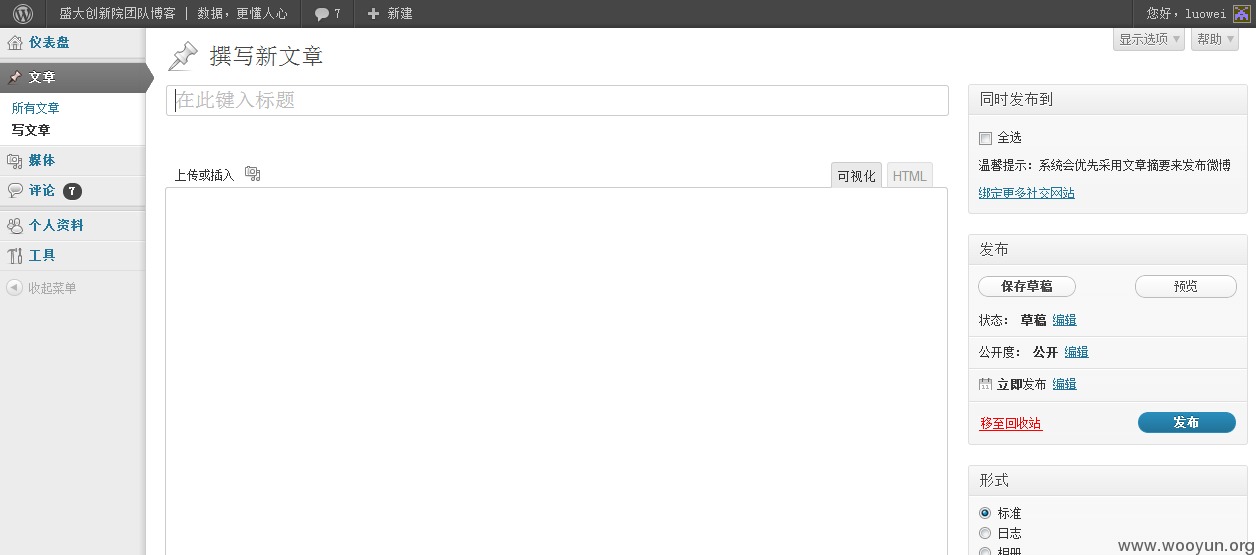 盛大创新院团队博客 | 数据，更懂人心 7 新建 您好，luowei
仪表盘
文章
所有文章
写文章
媒体
评论 7
个人资料
工具
收起菜单
显示选项 帮助
撰写新文章
在此键入标题
上传或插入
可视化 HTML
同时发布到
全选
温馨提示：系统会优先采用文章摘要来发布微博
绑定更多社交网站
发布
保存草稿 预览
状态： 草稿 编辑
公开度： 公开 编辑
立即发布 编辑
移至回收站 发布
形式
标准
日志
相册
www.wooyun.org